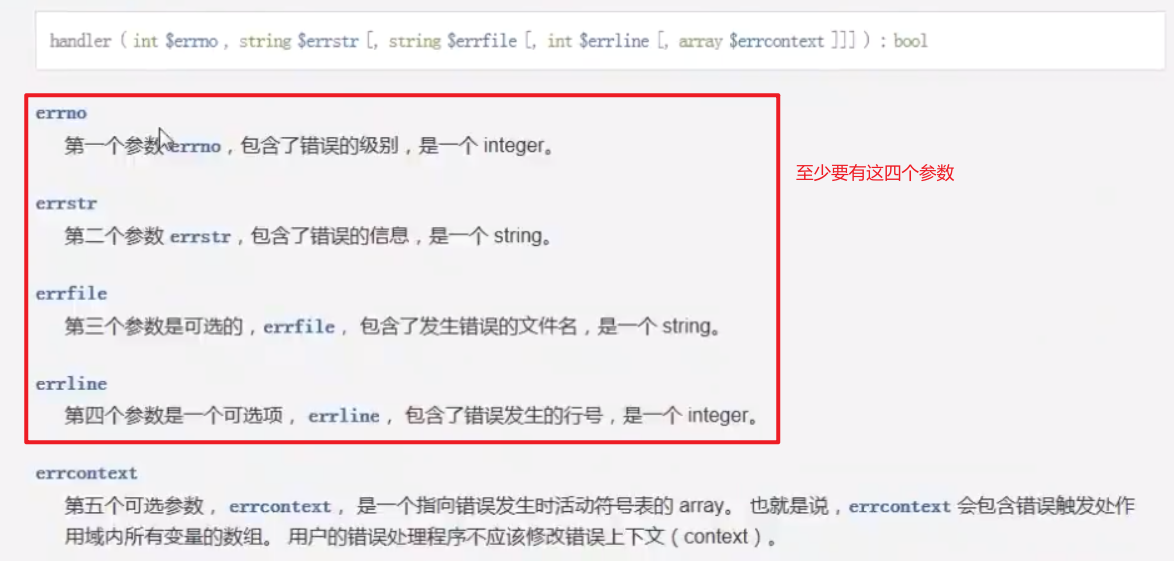 handler ( int $errno , string $errstr [, string $errfile [, int $errline [, array $errcontext ]]] ) : bool
errno
第一个参数 errno，包含了错误的级别，是一个 integer。
至少要有这四个参数
errstr
第二个参数 errstr，包含了错误的信息，是一个 string。
errfile
第三个参数是可选的，errfile， 包含了发生错误的文件名，是一个 string。
errline
第四个参数是一个可选项， errline， 包含了错误发生的行号，是一个 integer。
errcontext
第五个可选参数， errcontext， 是一个指向错误发生时活动符号表的 array。 也就是说，errcontext 会包含错误触发处作
用域内所有变量的数组。 用户的错误处理程序不应该修改错误上下文（context）。